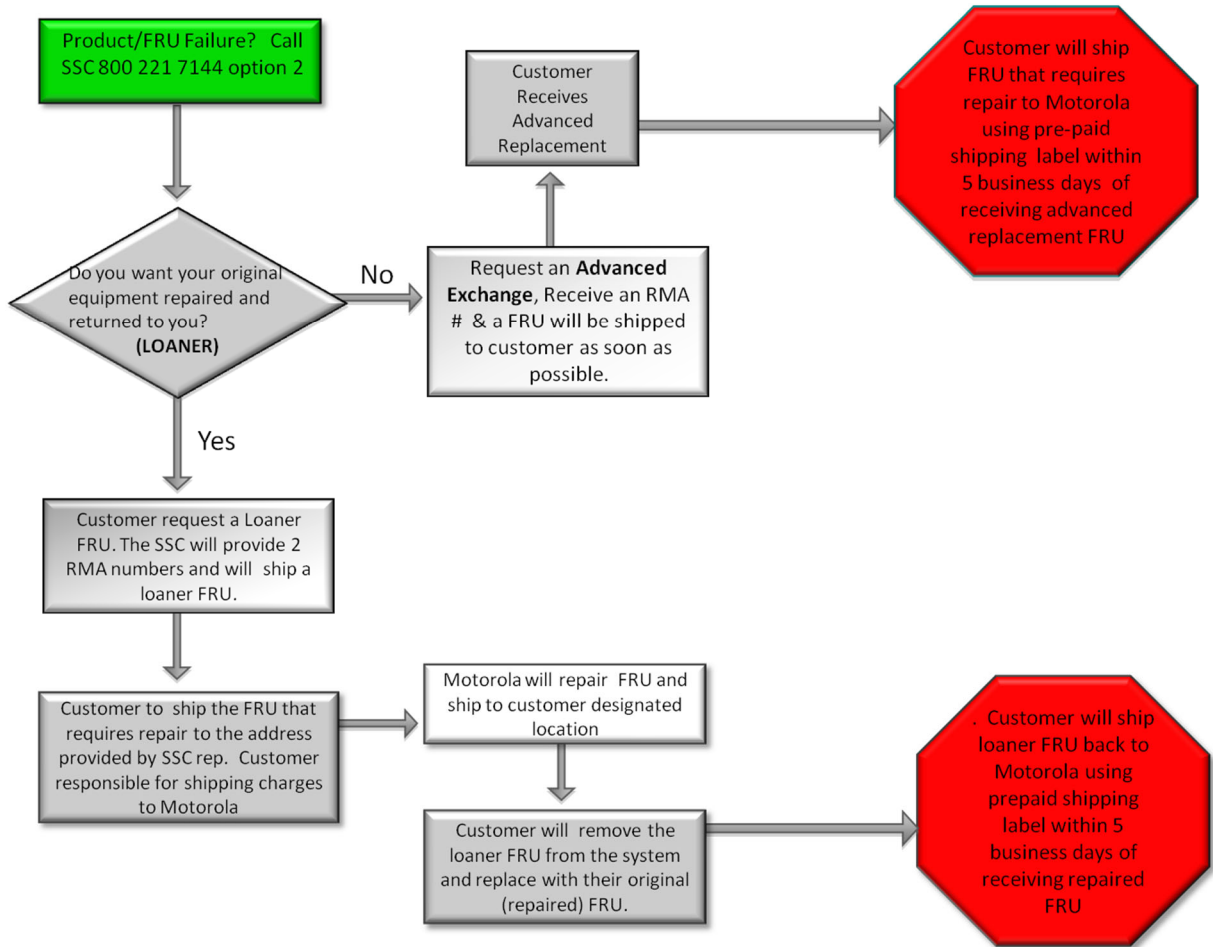 Product/FRU Failure? Call
SSC 800 221 7144 option 2
Customer
Receives
Advanced
Replacement
Customer will ship
FRU that requires
repair to Motorola
using pre-paid
shipping label within
5 business days of
receiving advanced
replacement FRU
Do you want your original
equipment repaired and
returned to you?
(LOANER)
No
Request an Advanced
Exchange, Receive an RMA
# & a FRU will be shipped
to customer as soon as
possible.
Yes
Customer request a Loaner
FRU. The SSC will provide 2
RMA numbers and will ship a
loaner FRU.
Customer to ship the FRU that
requires repair to the address
provided by SSC rep. Customer
responsible for shipping charges
to Motorola
Motorola will repair FRU and
ship to customer designated
location
Customer will remove the
loaner FRU from the system
and replace with their original
(repaired) FRU.
. Customer will ship
loaner FRU back to
Motorola using
prepaid shipping
label within 5
business days of
receiving repaired
FRU